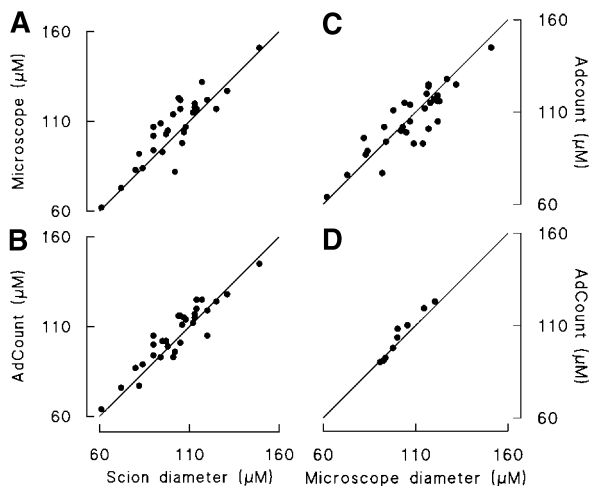 A
160
110
60
Microscope (μM)
C
160
110
60
Adcount (μM)
B
160
110
60
AdCount (μM)
60
110
160
Scion diameter (μM)
D
160
110
60
AdCount (μM)
60
110
160
Microscope diameter (μM)